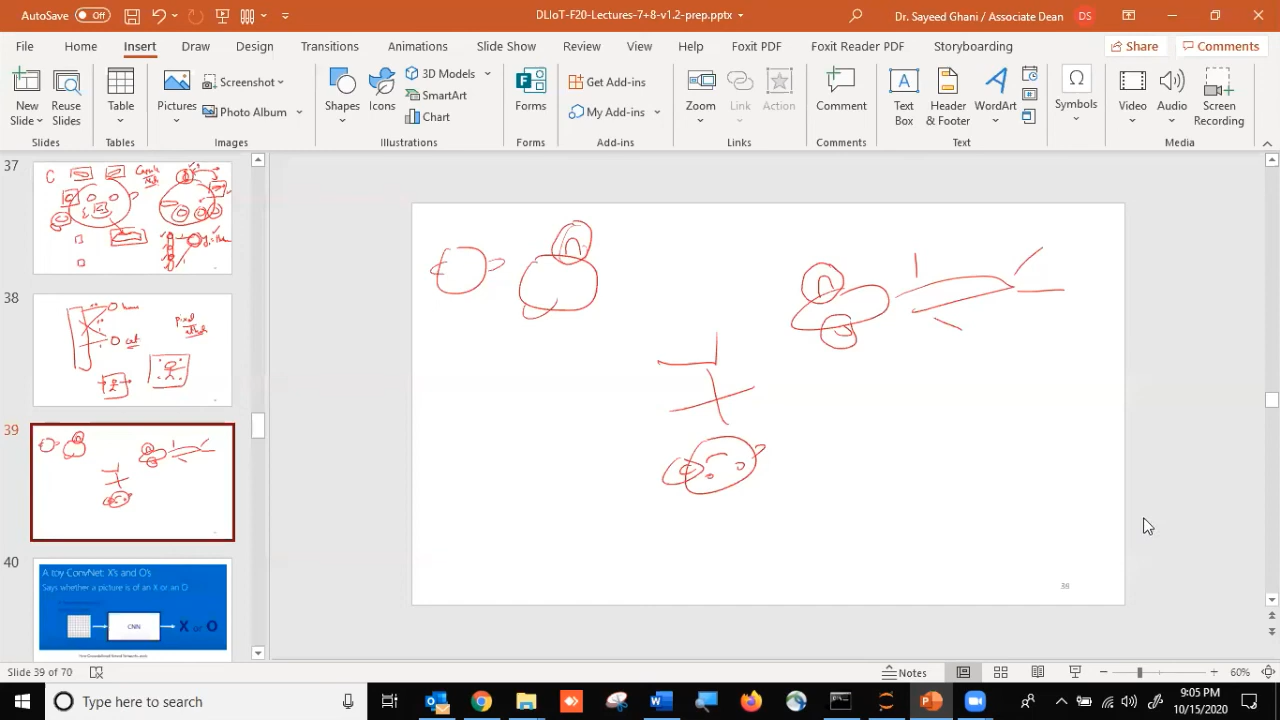 AutoSave Off
DLIoT-F20-Lectures-7+8-v1.2-prep.pptx
Dr. Sayeed Ghani / Associate Dean DS
File Home Insert Draw Design Transitions Animations Slide Show Review View Help Foxit PDF Foxit Reader PDF Storyboarding Share Comments
New Slide
Reuse Slides
Table
Pictures
Screenshot
Photo Album
Shapes
Icons
3D Models
SmartArt
Chart
Forms
Get Add-ins
My Add-ins
Zoom
Link
Action
Comment
Text Box
Header & Footer
WordArt
Symbols
Video
Audio
Screen Recording
Slides Tables Images Illustrations Forms Add-ins Links Comments Text Media
37
38
cat
39
40
A toy ConvNet: X's and O's
Says whether a picture is of an X or an O
CNN
X or O
38
Slide 39 of 70
Notes
60%
Type here to search
9:05 PM
10/15/2020